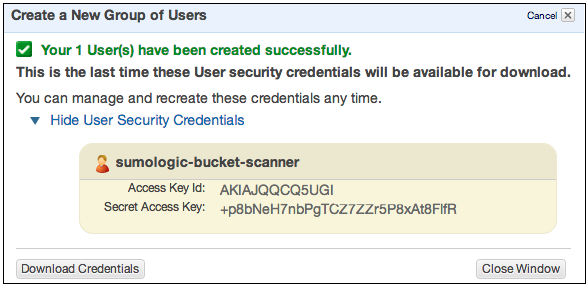 Create a New Group of Users
Cancel
Your 1 User(s) have been created successfully.
This is the last time these User security credentials will be available for download.
You can manage and recreate these credentials any time.
Hide User Security Credentials
sumologic-bucket-scanner
Access Key Id: AKIAJQQCQ5UGI
Secret Access Key: +p8bNeH7nbPgTCZ7ZZr5P8xAt8FlfR
Download Credentials
Close Window